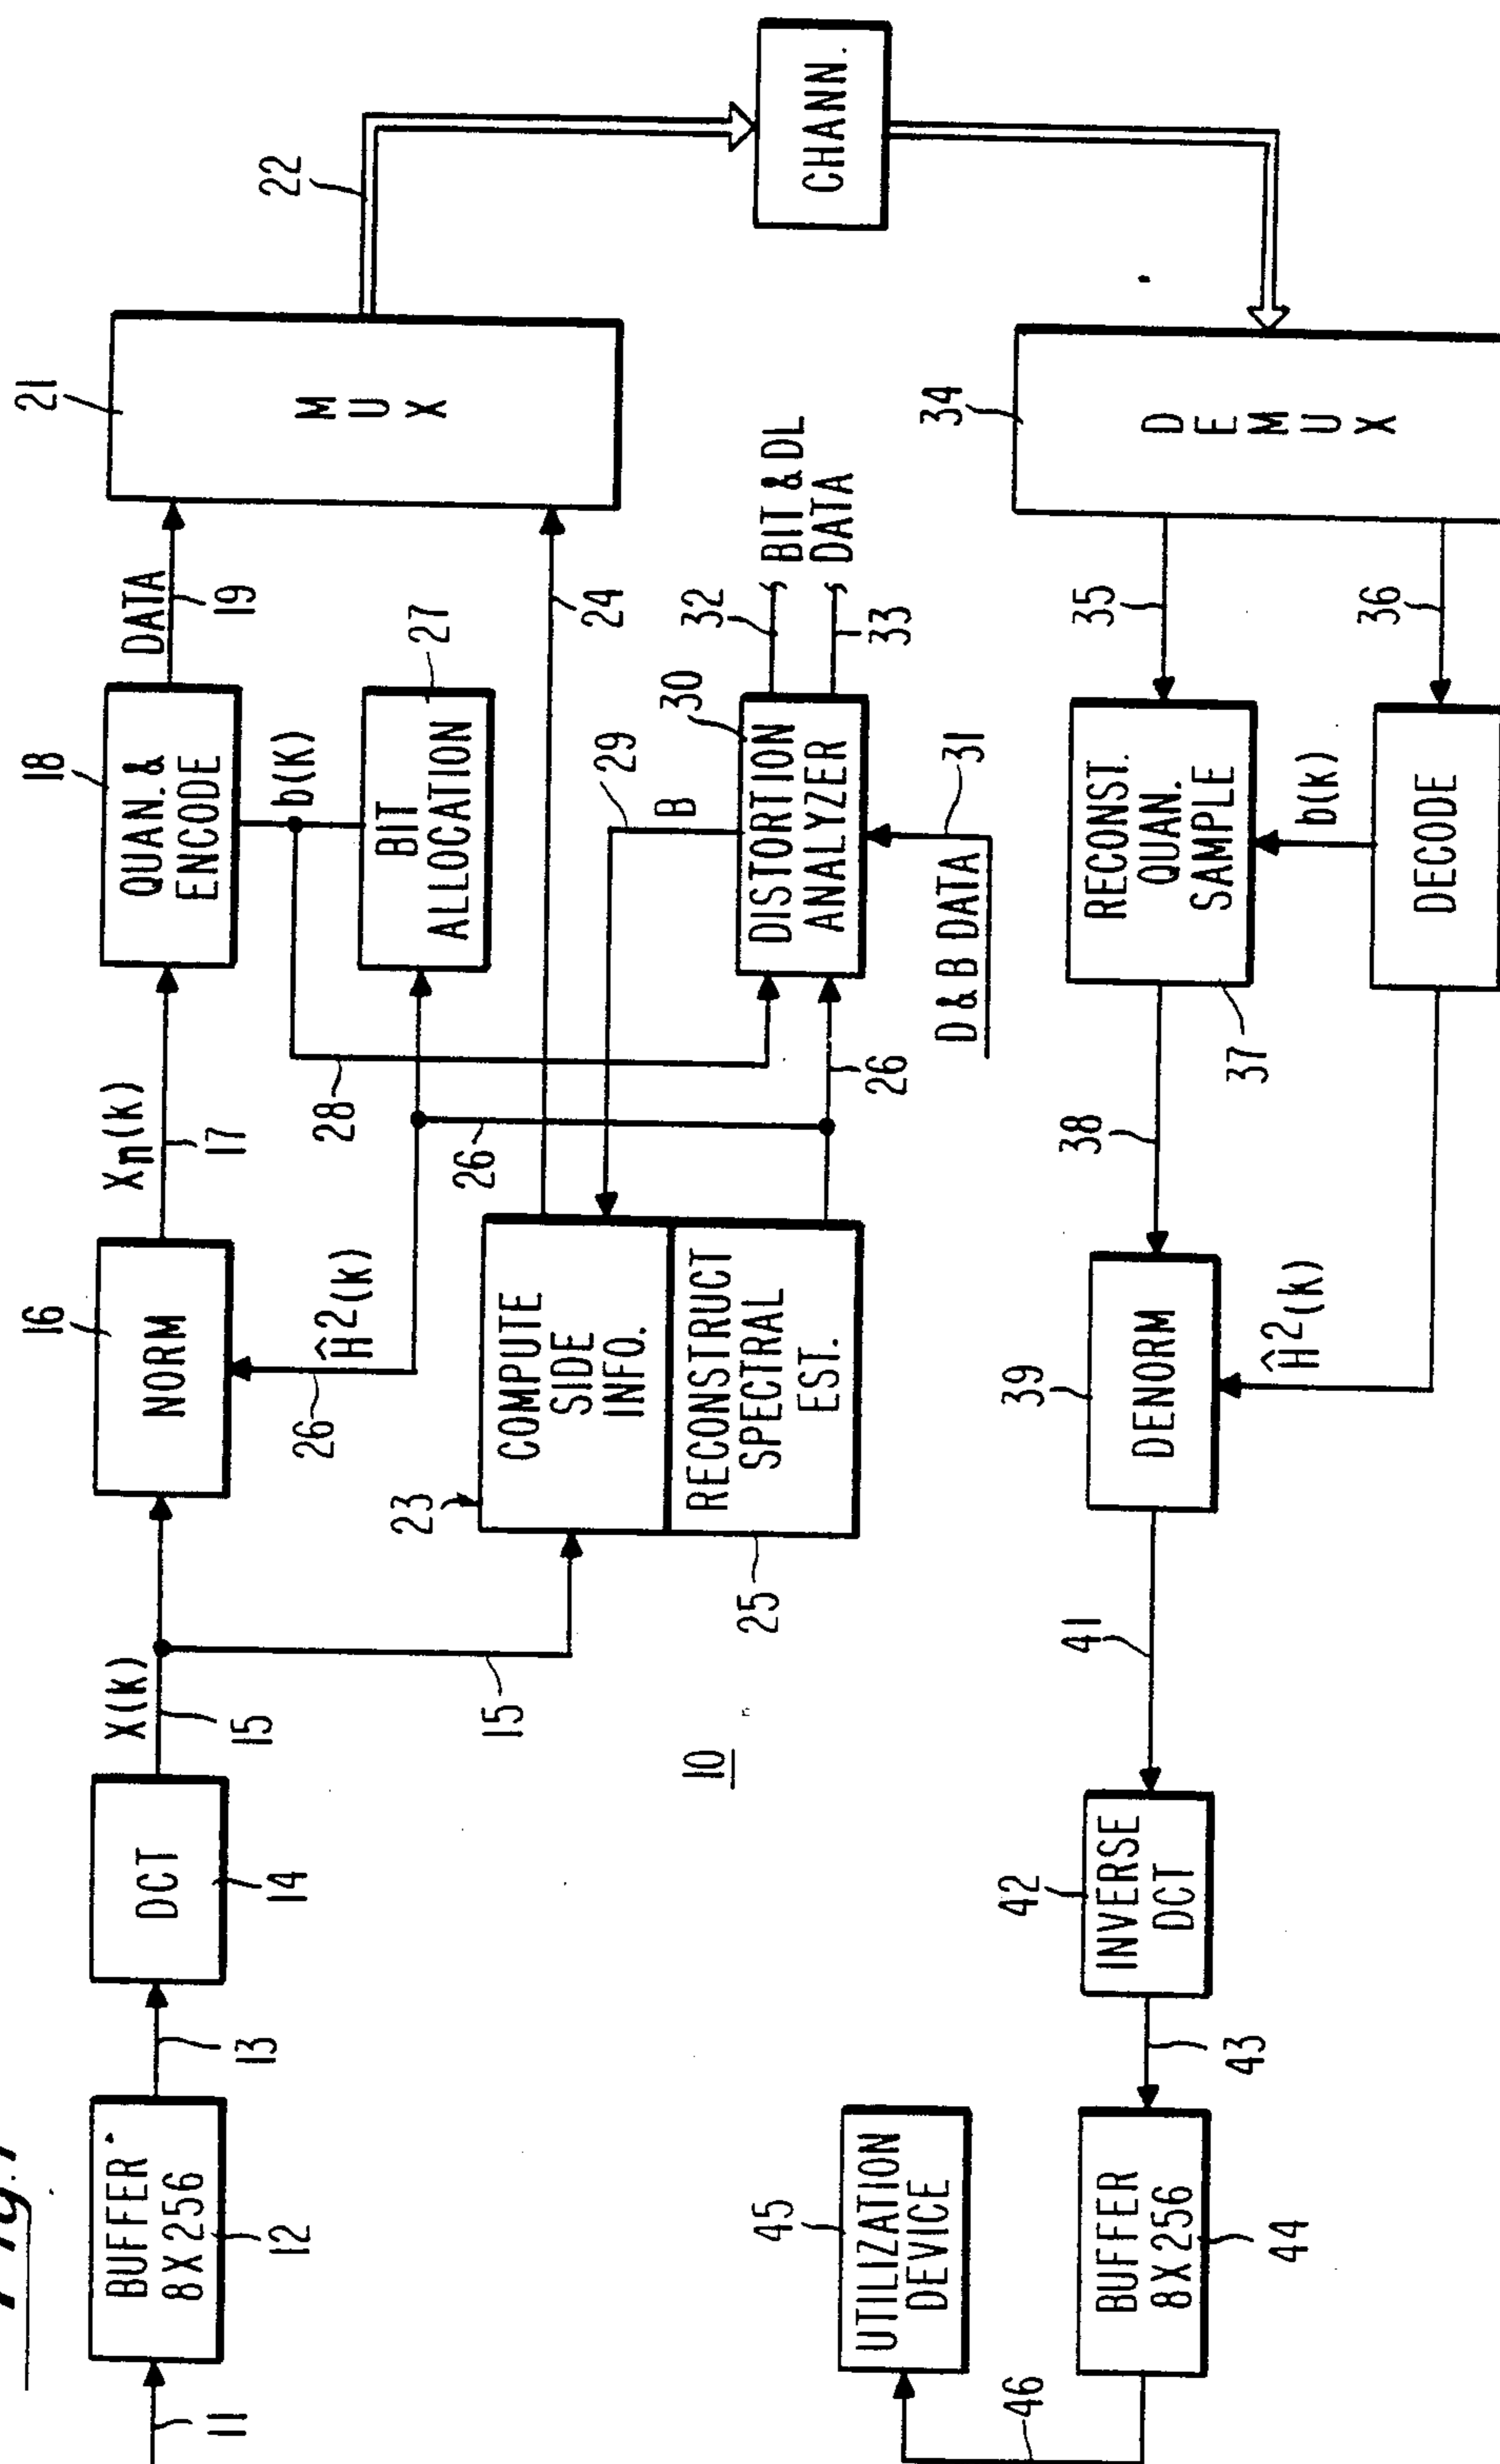 Fig. 1
11
BUFFER
8X256
12
13
DCT
14
X(k)
15
15
NORM
16
Ĥ²(k)
26
Xn(k)
17
QUAN. &
ENCODE
18
DATA
19
MUX
21
22
CHANN.
b(K)
BIT
ALLOCATION
27
28
26
COMPUTE
SIDE
INFO.
23
RECONSTRUCT
SPECTRAL
EST.
25
24
B
29
DISTORTION
ANALYZER
30
26
D & B DATA
31
32
33
BIT & DL
DATA
10
DEMUX
34
35
36
RECONST.
QUAN.
SAMPLE
37
b(k)
DECODE
38
DENORM
39
Ĥ²(k)
41
INVERSE
DCT
42
43
BUFFER
8X256
44
46
UTILIZATION
DEVICE
45